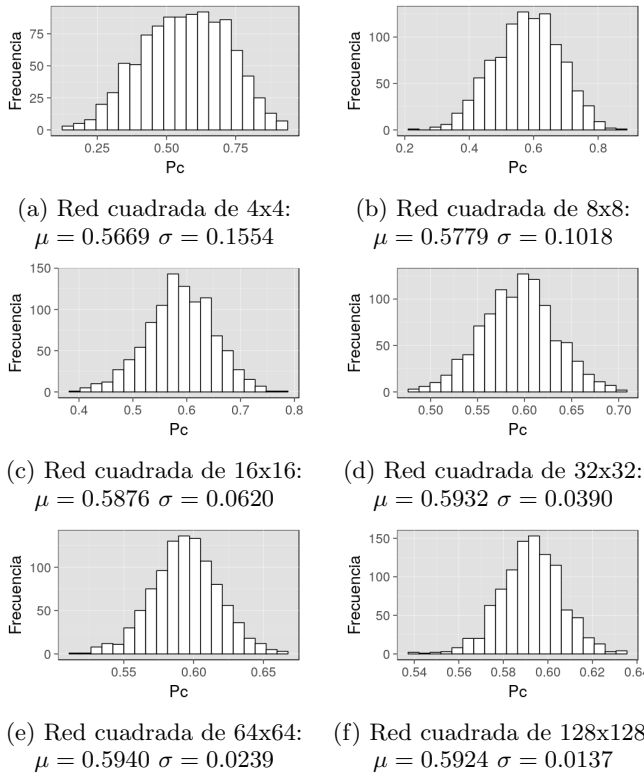 Frecuencia
75
50
25
0
0.25
0.50
0.75
Pc
(a) Red cuadrada de 4x4:
μ = 0.5669 σ = 0.1554
Frecuencia
100
50
0
0.2
0.4
0.6
0.8
Pc
(b) Red cuadrada de 8x8:
μ = 0.5779 σ = 0.1018
Frecuencia
150
100
50
0
0.4
0.5
0.6
0.7
0.8
Pc
(c) Red cuadrada de 16x16:
μ = 0.5876 σ = 0.0620
Frecuencia
100
50
0
0.50
0.55
0.60
0.65
0.70
Pc
(d) Red cuadrada de 32x32:
μ = 0.5932 σ = 0.0390
Frecuencia
100
50
0
0.55
0.60
0.65
Pc
(e) Red cuadrada de 64x64:
μ = 0.5940 σ = 0.0239
Frecuencia
150
100
50
0
0.54
0.56
0.58
0.60
0.62
0.64
Pc
(f) Red cuadrada de 128x128
μ = 0.5924 σ = 0.0137